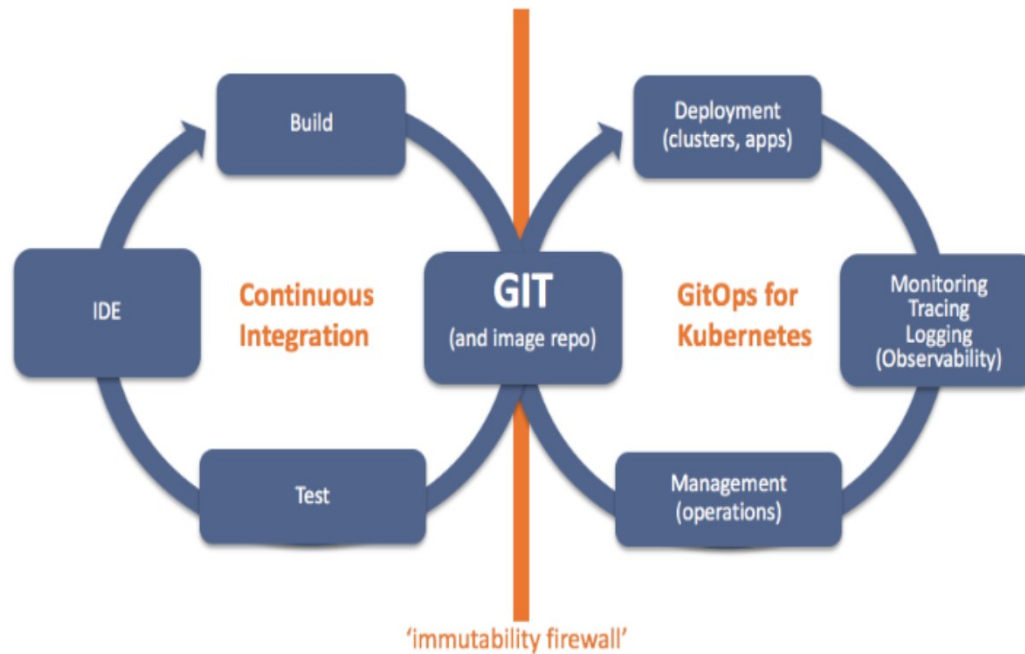 Build
IDE
Continuous
Integration
Test
GIT
(and image repo)
Deployment
(clusters, apps)
GitOps for
Kubernetes
Monitoring
Tracing
Logging
(Observability)
Management
(operations)
‘immutability firewall’